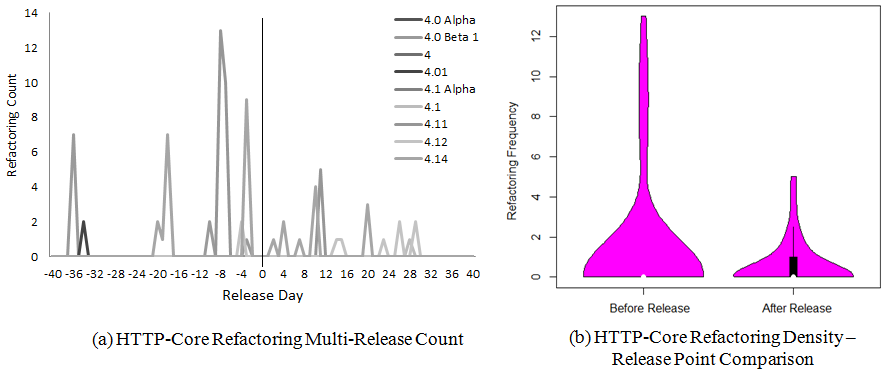 14
12
10
8
6
4
2
0
Refactoring Count
-40 -36 -32 -28 -24 -20 -16 -12 -8 -4 0 4 8 12 16 20 24 28 32 36 40
Release Day
4.0 Alpha
4.0 Beta 1
4
4.01
4.1 Alpha
4.1
4.11
4.12
4.14
(a) HTTP-Core Refactoring Multi-Release Count
12
10
8
6
4
2
0
Refactoring Frequency
Before Release After Release
(b) HTTP-Core Refactoring Density –
Release Point Comparison